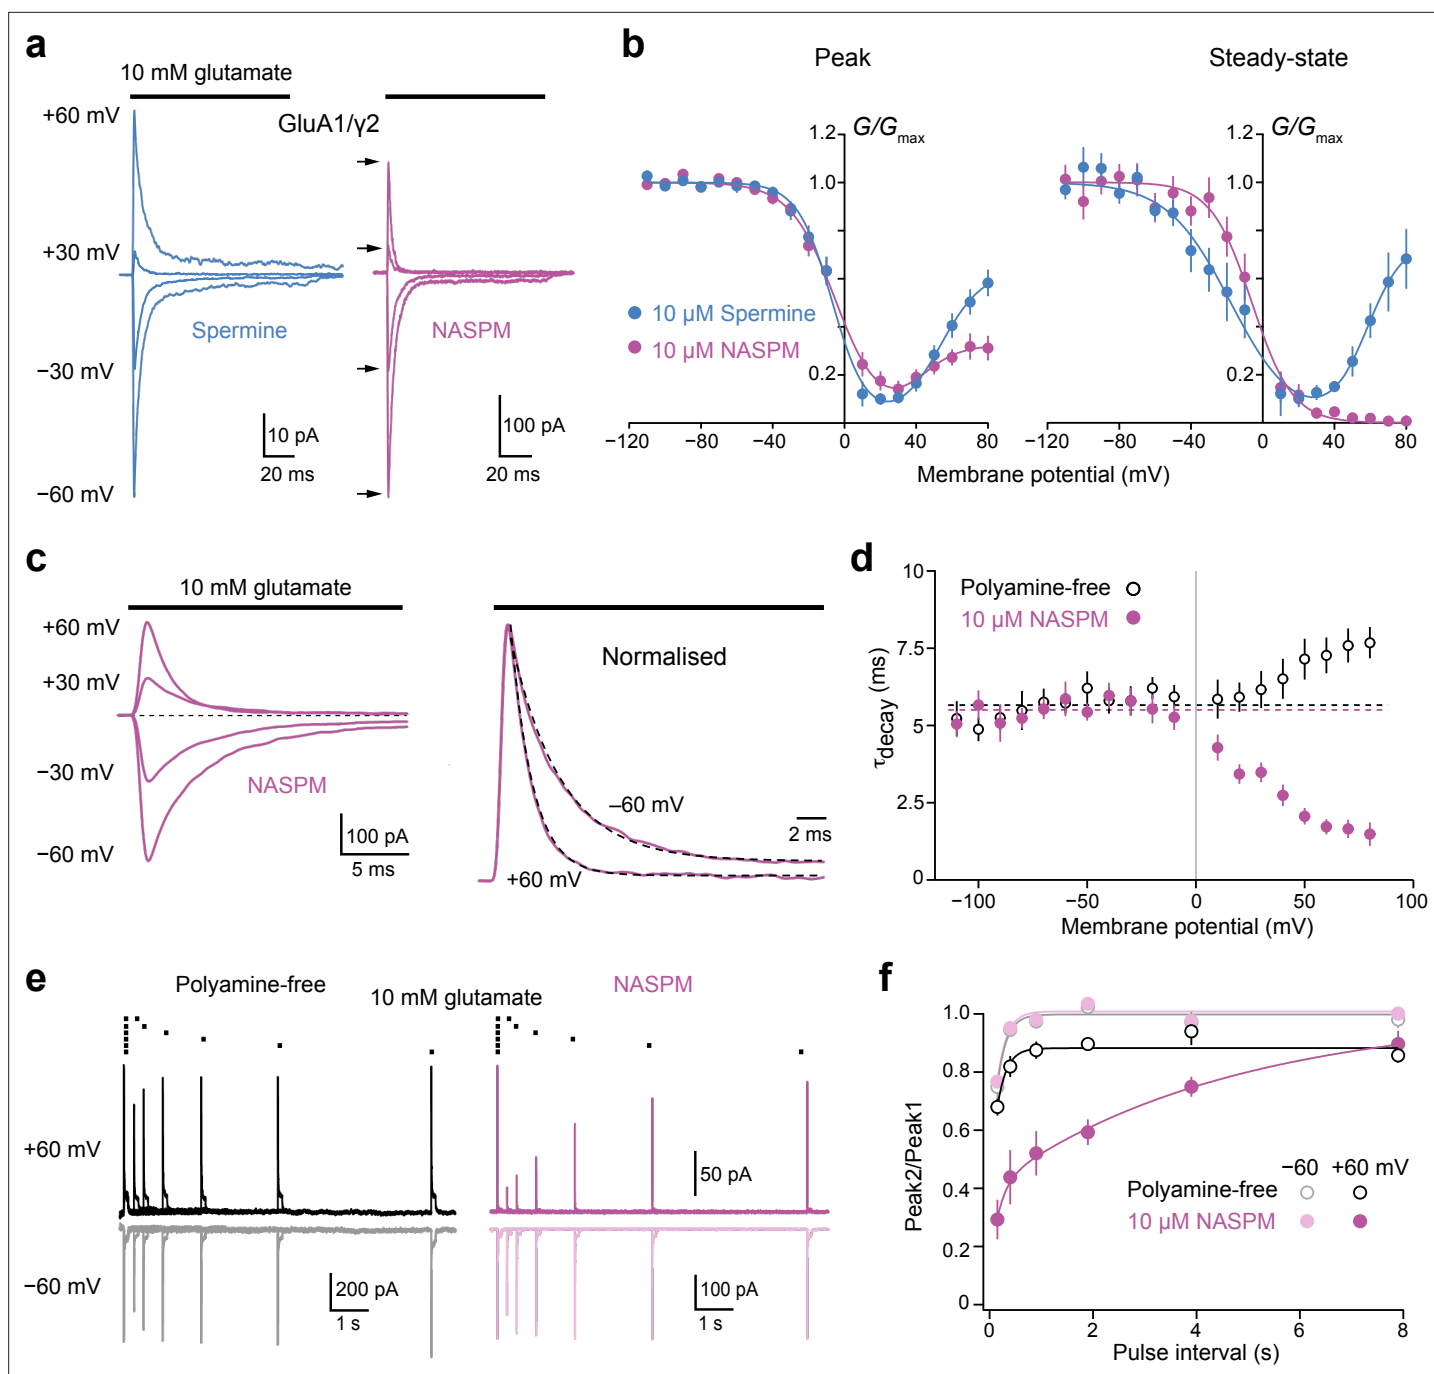 a
10 mM glutamate
+60 mV
GluA1/γ2
+30 mV
Spermine
NASPM
−30 mV
10 pA
20 ms
100 pA
20 ms
−60 mV
b
Peak
Steady-state
1.2
G/Gmax
1.0
10 µM Spermine
10 µM NASPM
0.2
−120
−80
−40
0
40
80
1.2
G/Gmax
1.0
0.2
−120
−80
−40
0
40
80
Membrane potential (mV)
c
10 mM glutamate
+60 mV
+30 mV
−30 mV
NASPM
−60 mV
100 pA
5 ms
Normalised
−60 mV
2 ms
+60 mV
d
10
7.5
5
2.5
0
τdecay (ms)
Polyamine-free
10 µM NASPM
−100
−50
0
50
100
Membrane potential (mV)
e
Polyamine-free
10 mM glutamate
NASPM
+60 mV
50 pA
−60 mV
200 pA
1 s
100 pA
1 s
f
1.0
0.8
0.6
0.4
0.2
0
Peak2/Peak1
−60
+60 mV
Polyamine-free
10 µM NASPM
0
2
4
6
8
Pulse interval (s)